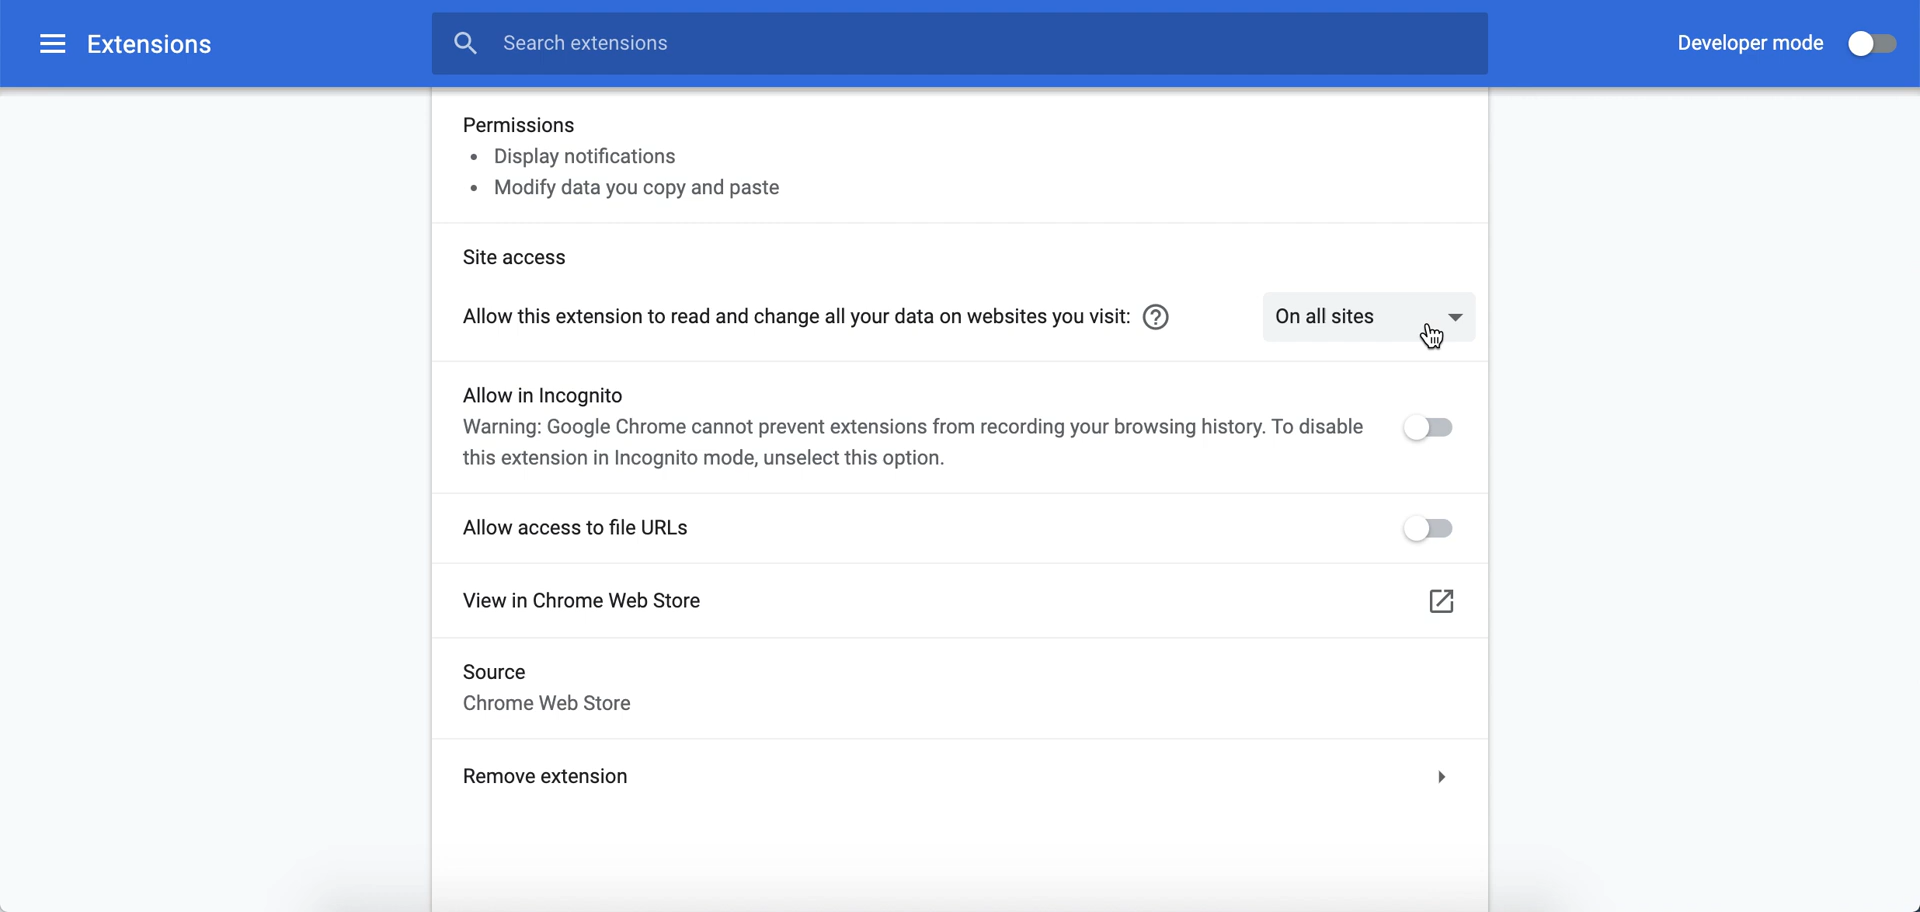 Extensions
Search extensions
Developer mode
Permissions
• Display notifications
• Modify data you copy and paste
Site access
Allow this extension to read and change all your data on websites you visit:
On all sites
Allow in Incognito
Warning: Google Chrome cannot prevent extensions from recording your browsing history. To disable
this extension in Incognito mode, unselect this option.
Allow access to file URLs
View in Chrome Web Store
Source
Chrome Web Store
Remove extension